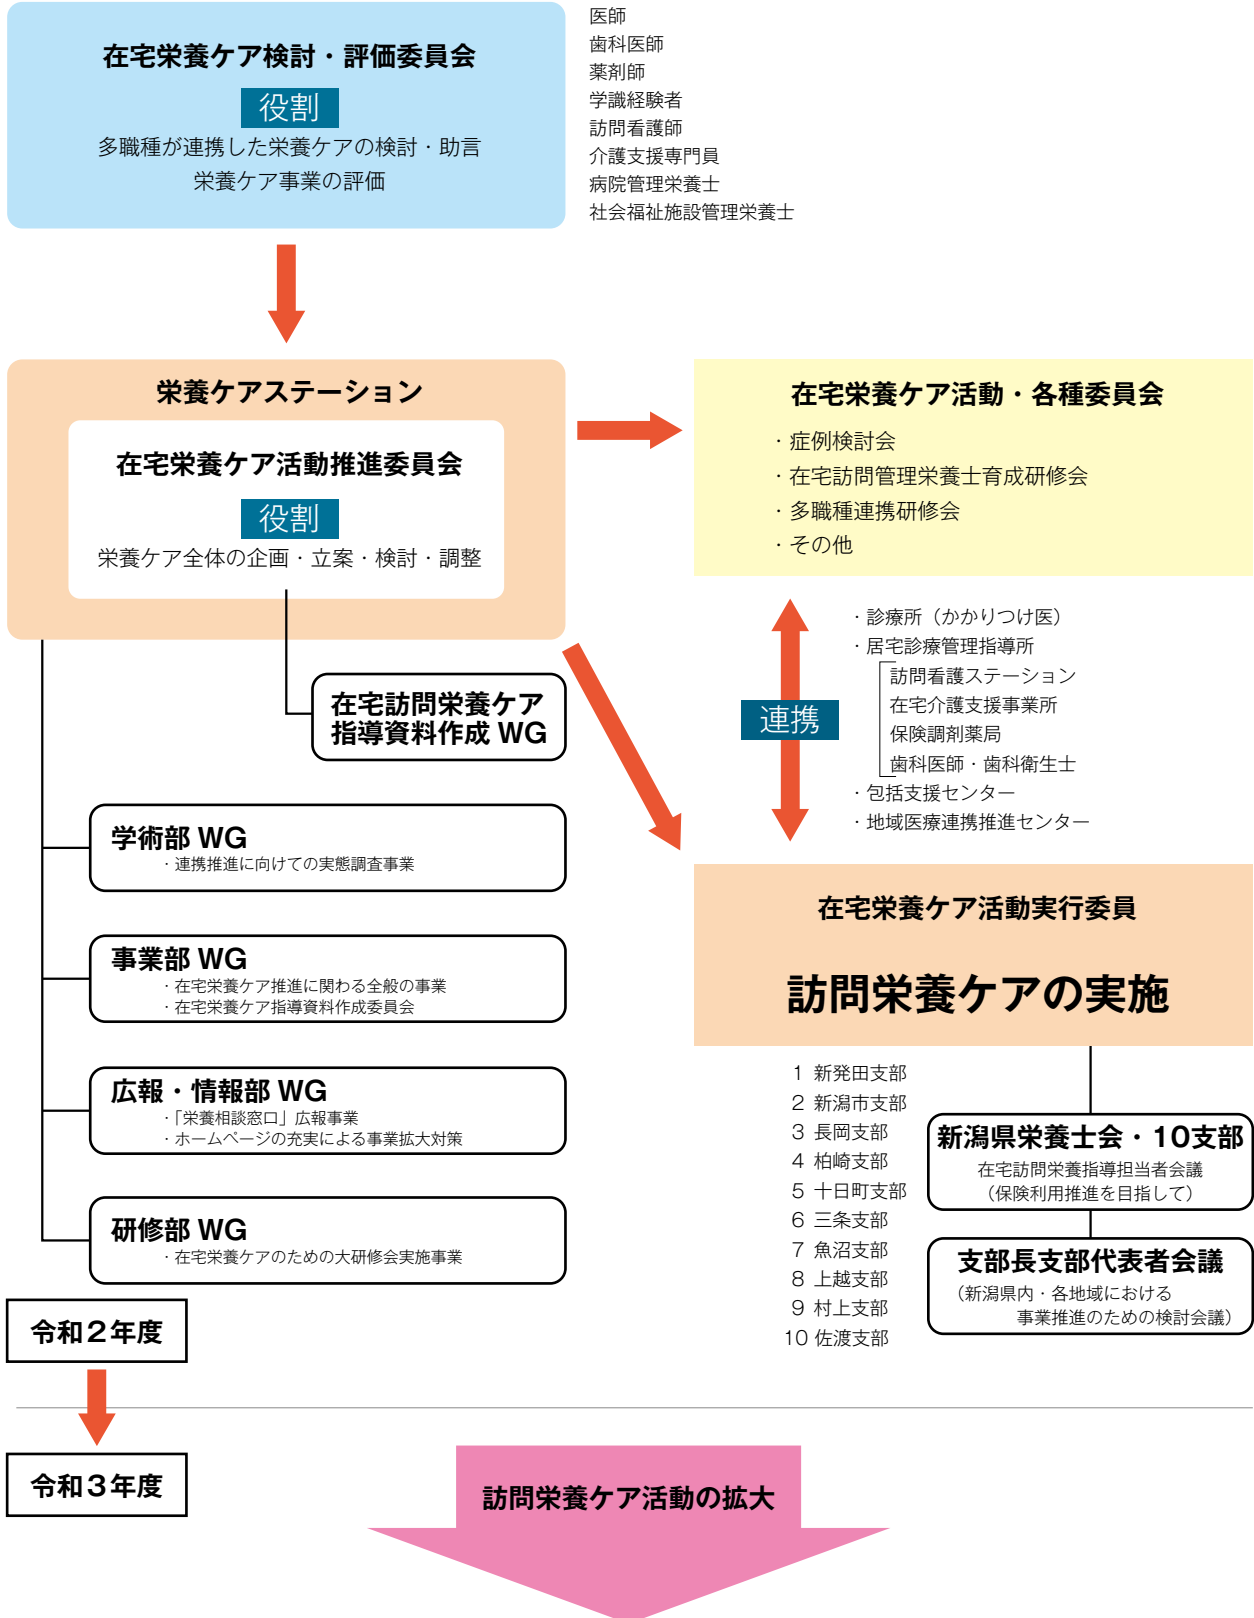 在宅栄養ケア検討・評価委員会
役割
多職種が連携した栄養ケアの検討・助言
栄養ケア事業の評価
医師
歯科医師
薬剤師
学識経験者
訪問看護師
介護支援専門員
病院管理栄養士
社会福祉施設管理栄養士
栄養ケアステーション
在宅栄養ケア活動推進委員会
役割
栄養ケア全体の企画・立案・検討・調整
在宅栄養ケア活動・各種委員会
・症例検討会
・在宅訪問管理栄養士育成研修会
・多職種連携研修会
・その他
在宅訪問栄養ケア
指導資料作成 WG
連携
・診療所（かかりつけ医）
・居宅診療管理指導所
訪問看護ステーション
在宅介護支援事業所
保険調剤薬局
歯科医師・歯科衛生士
・包括支援センター
・地域医療連携推進センター
学術部 WG
・連携推進に向けての実態調査事業
事業部 WG
・在宅栄養ケア推進に関わる全般の事業
・在宅栄養ケア指導資料作成委員会
広報・情報部 WG
・「栄養相談窓口」広報事業
・ホームページの充実による事業拡大対策
研修部 WG
・在宅栄養ケアのための大研修会実施事業
在宅栄養ケア活動実行委員
訪問栄養ケアの実施
1 新発田支部
2 新潟市支部
3 長岡支部
4 柏崎支部
5 十日町支部
6 三条支部
7 魚沼支部
8 上越支部
9 村上支部
10 佐渡支部
新潟県栄養士会・10支部
在宅訪問栄養指導担当者会議
（保険利用推進を目指して）
支部長支部代表者会議
（新潟県内・各地域における
事業推進のための検討会議）
令和２年度
令和３年度
訪問栄養ケア活動の拡大